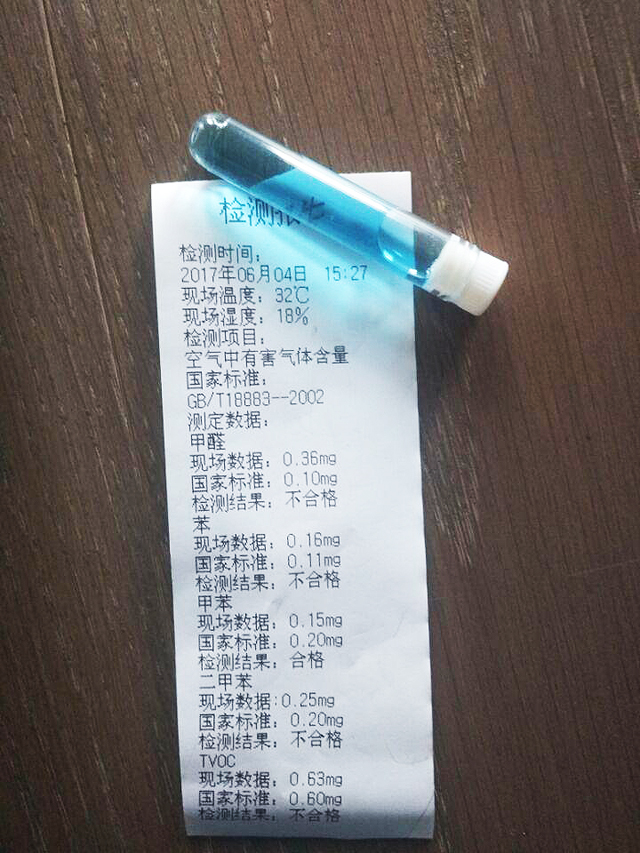 检测报
检测时间：
2017年06月04日 15:27
现场温度：32℃
现场湿度：18%
检测项目：
空气中有害气体含量
国家标准：
GB/T18883--2002
测定数据：
甲醛
现场数据：0.36mg
国家标准：0.10mg
检测结果：不合格
苯
现场数据：0.16mg
国家标准：0.11mg
检测结果：不合格
甲苯
现场数据：0.15mg
国家标准：0.20mg
检测结果：合格
二甲苯
现场数据:0.25mg
国家标准：0.20mg
检测结果：不合格
TVOC
现场数据：0.63mg
国家标准：0.60mg
检测结果：不合格